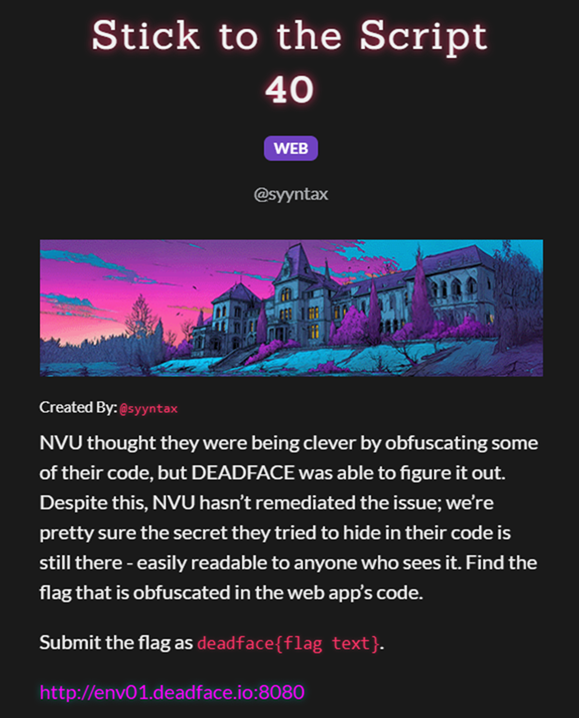 Stick to the Script
40
WEB
@syyntax
Created By: @syyntax
NVU thought they were being clever by obfuscating some
of their code, but DEADFACE was able to figure it out.
Despite this, NVU hasn’t remediated the issue; we’re
pretty sure the secret they tried to hide in their code is
still there - easily readable to anyone who sees it. Find the
flag that is obfuscated in the web app’s code.
Submit the flag as deadface{flag text}.
http://env01.deadface.io:8080